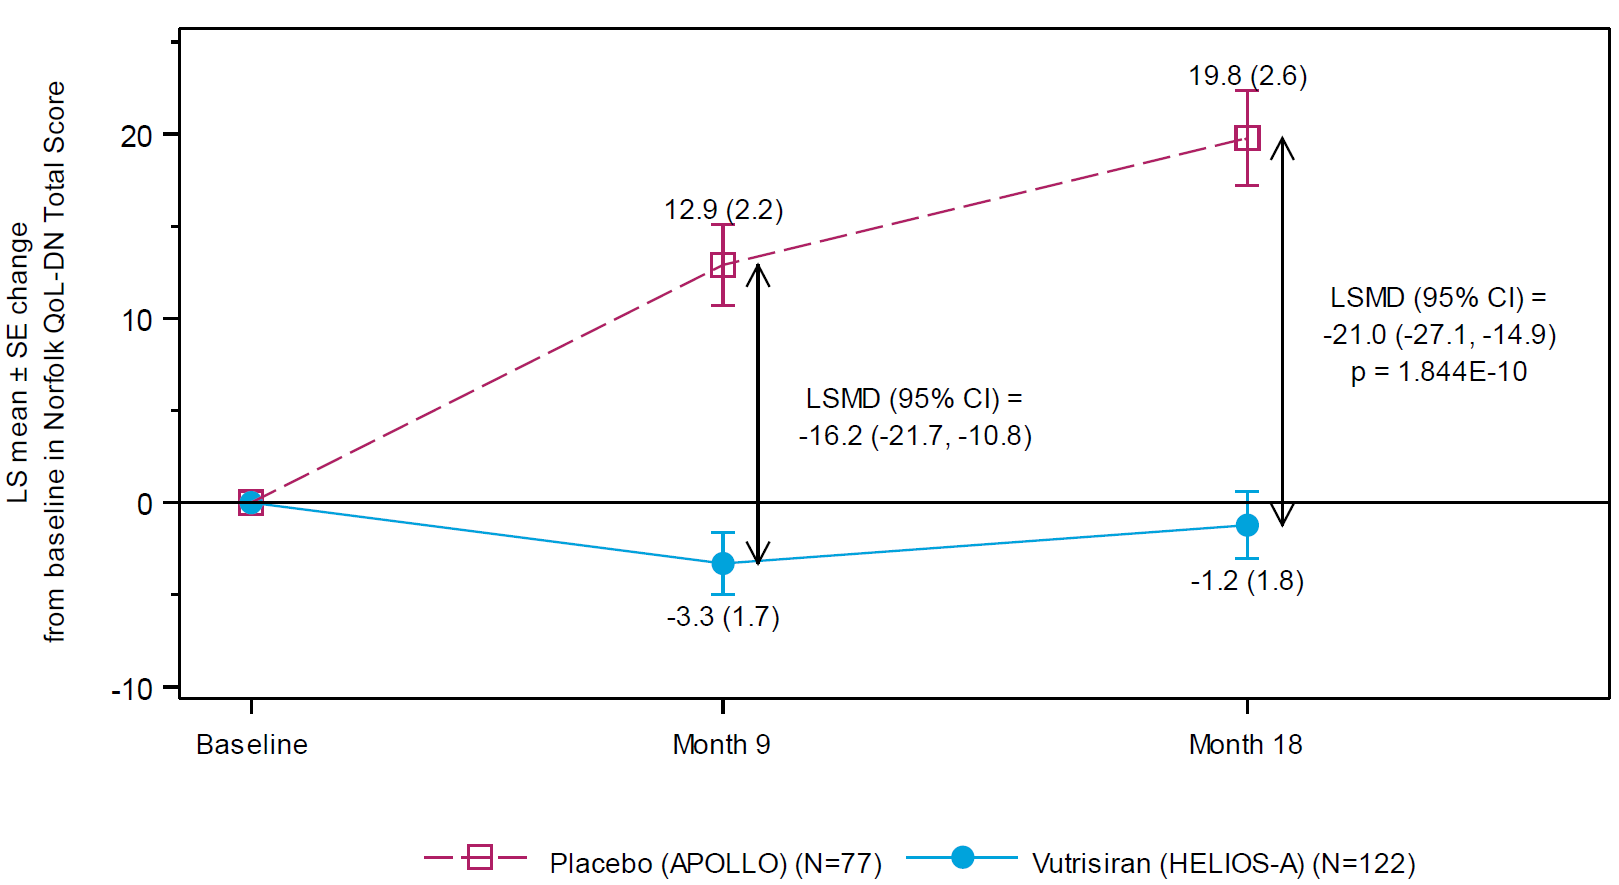 LS mean ± SE change
from baseline in Norfolk QoL-DN Total Score
20
10
0
-10
19.8 (2.6)
12.9 (2.2)
LSMD (95% CI) =
-21.0 (-27.1, -14.9)
p = 1.844E-10
LSMD (95% CI) =
-16.2 (-21.7, -10.8)
-3.3 (1.7)
-1.2 (1.8)
Baseline
Month 9
Month 18
Placebo (APOLLO) (N=77)
Vutrisiran (HELIOS-A) (N=122)